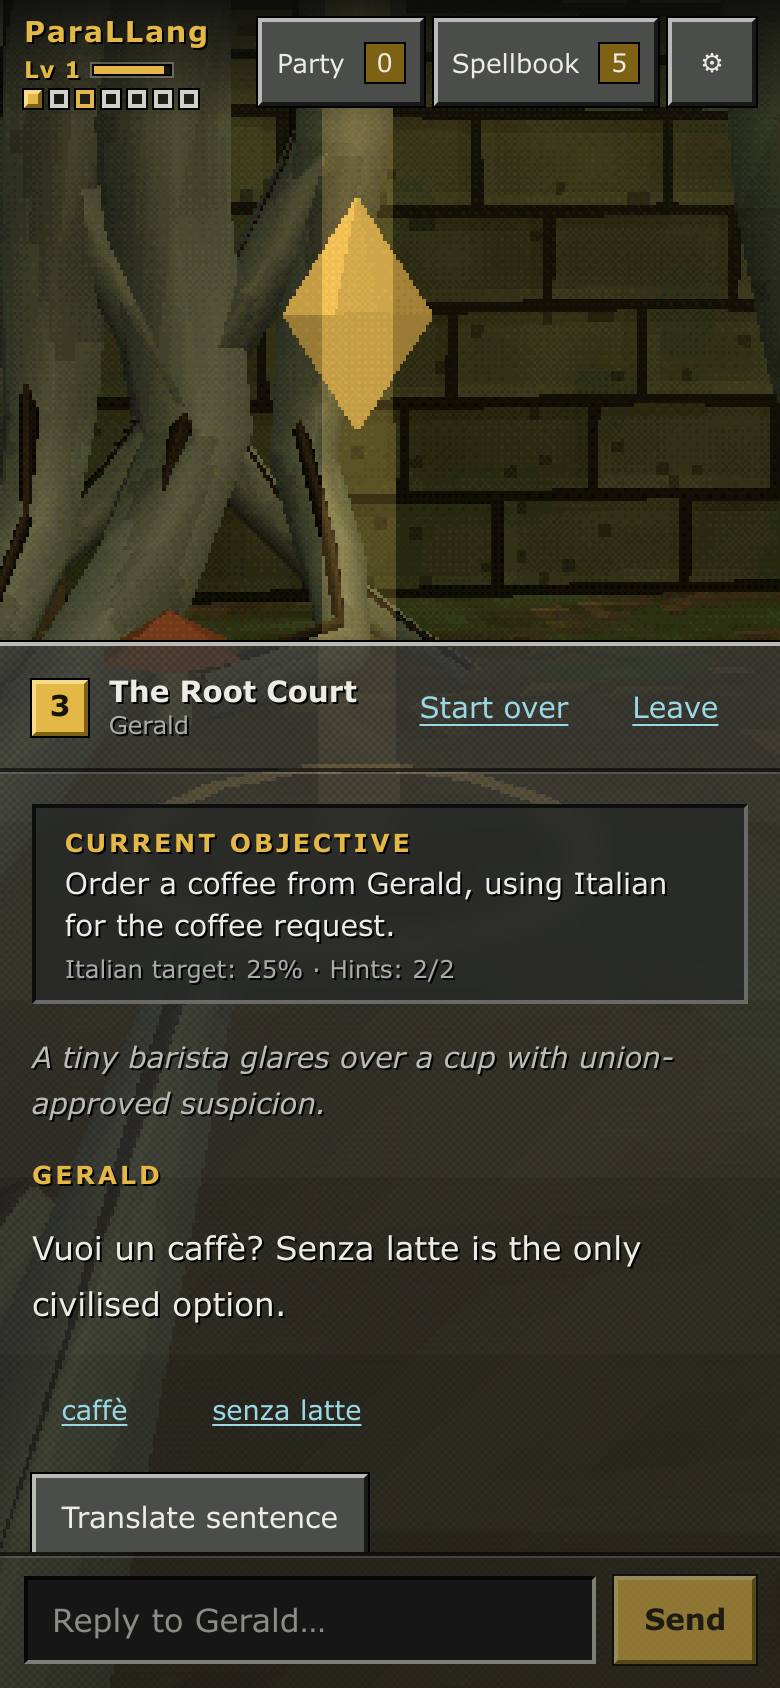 ParaLLang
Lv 1
Party 0
Spellbook 5
⚙
3
The Root Court
Gerald
Start over
Leave
CURRENT OBJECTIVE
Order a coffee from Gerald, using Italian
for the coffee request.
Italian target: 25% · Hints: 2/2
A tiny barista glares over a cup with union-
approved suspicion.
GERALD
Vuoi un caffè? Senza latte is the only
civilised option.
caffè
senza latte
Translate sentence
Reply to Gerald...
Send